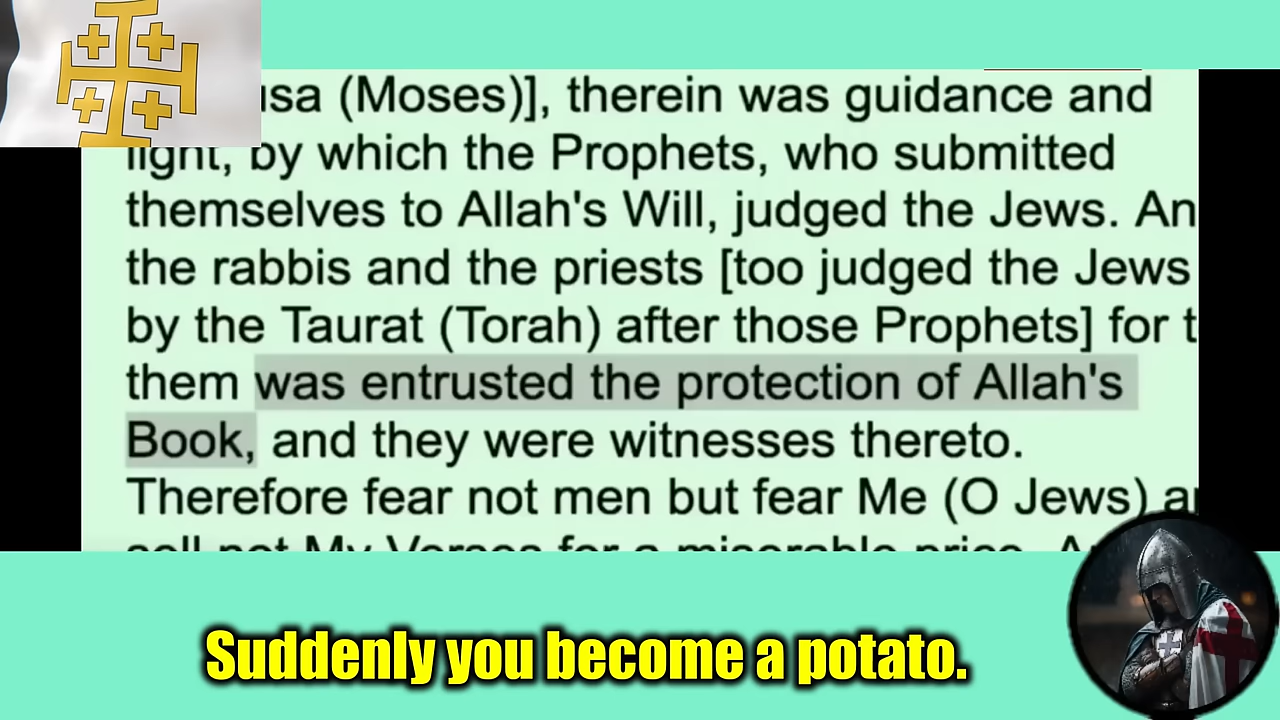 usa (Moses)], therein was guidance and
light, by which the Prophets, who submitted
themselves to Allah's Will, judged the Jews. An
the rabbis and the priests [too judged the Jews
by the Taurat (Torah) after those Prophets] for t
them was entrusted the protection of Allah's
Book, and they were witnesses thereto.
Therefore fear not men but fear Me (O Jews) a
sell not My Verses for a miserable price. A
Suddenly you become a potato.